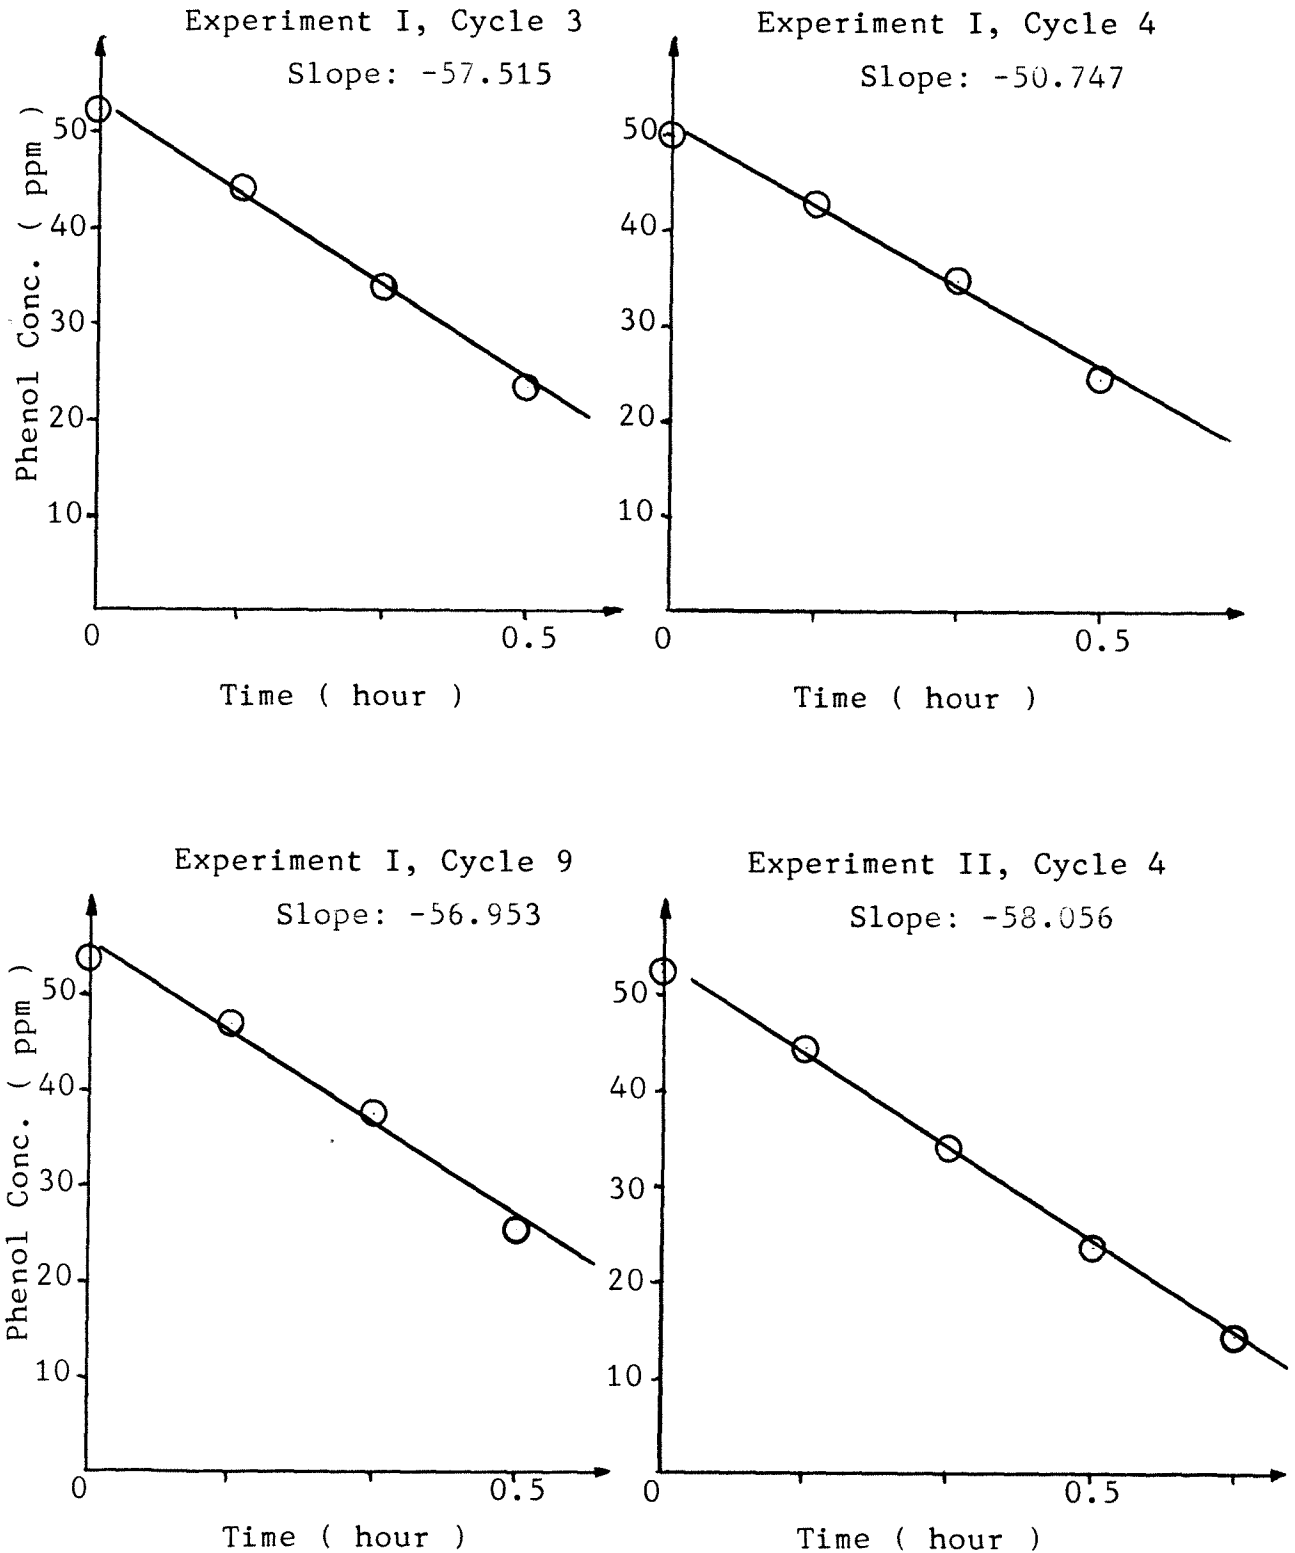 Experiment I, Cycle 3
Slope: -57.515
Phenol Conc. ( ppm )
50
40
30
20
10
0
0.5
Time ( hour )
Experiment I, Cycle 4
Slope: -50.747
50
40
30
20
10
0
0.5
Time ( hour )
Experiment I, Cycle 9
Slope: -56.953
Phenol Conc. ( ppm )
50
40
30
20
10
0
0.5
Time ( hour )
Experiment II, Cycle 4
Slope: -58.056
50
40
30
20
10
0
0.5
Time ( hour )